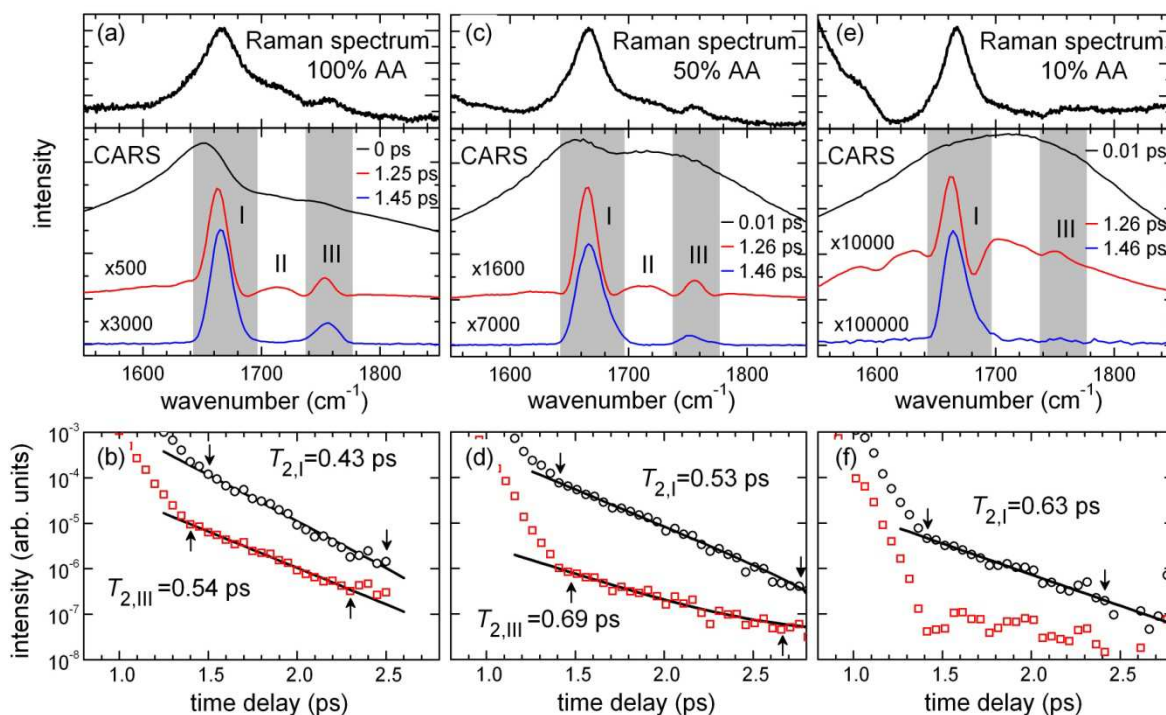 (a) Raman spectrum
100% AA
CARS
0 ps
1.25 ps
1.45 ps
I
II
III
x500
x3000
1600 1700 1800
wavenumber (cm-1)
intensity
(c) Raman spectrum
50% AA
CARS
0.01 ps
1.26 ps
1.46 ps
I
II
III
x1600
x7000
1600 1700 1800
wavenumber (cm-1)
(e) Raman spectrum
10% AA
CARS
0.01 ps
1.26 ps
1.46 ps
I
III
x10000
x100000
1600 1700 1800
wavenumber (cm-1)
(b)
T2,I=0.43 ps
T2,III=0.54 ps
10-3
10-4
10-5
10-6
10-7
10-8
intensity (arb. units)
1.0 1.5 2.0 2.5
time delay (ps)
(d)
T2,I=0.53 ps
T2,III=0.69 ps
1.0 1.5 2.0 2.5
time delay (ps)
(f)
T2,I=0.63 ps
1.0 1.5 2.0 2.5
time delay (ps)